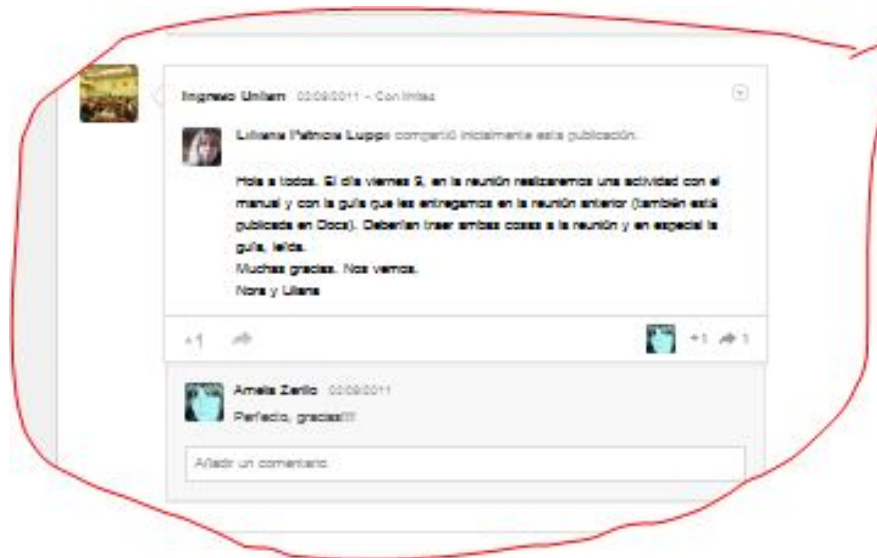 Ingreso Unlam 02/09/2011 - Con límites
Liliana Patricia Luppi compartió inicialmente esta publicación.
Hola a todos. El día viernes 9, en la reunión realizaremos una actividad con el
manual y con la guía que les entregamos en la reunión anterior (también está
publicada en Docs). Deberían traer ambas cosas a la reunión y en especial la
guía, leída.
Muchas gracias. Nos vemos.
Nora y Liliana
+1
+1 1
Amelia Zerillo 02/09/2011
Perfecto, gracias!!!
Añadir un comentario